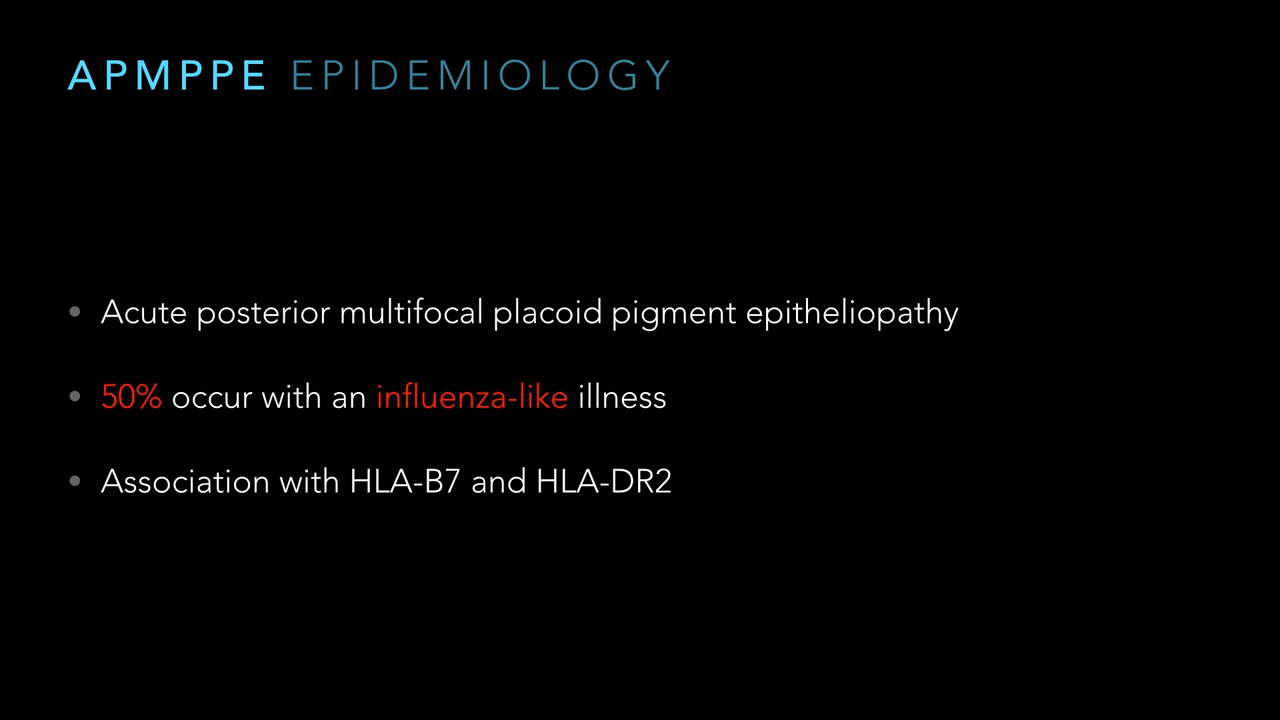 APMPPE EPIDEMIOLOGY
• Acute posterior multifocal placoid pigment epitheliopathy
• 50% occur with an influenza-like illness
• Association with HLA-B7 and HLA-DR2